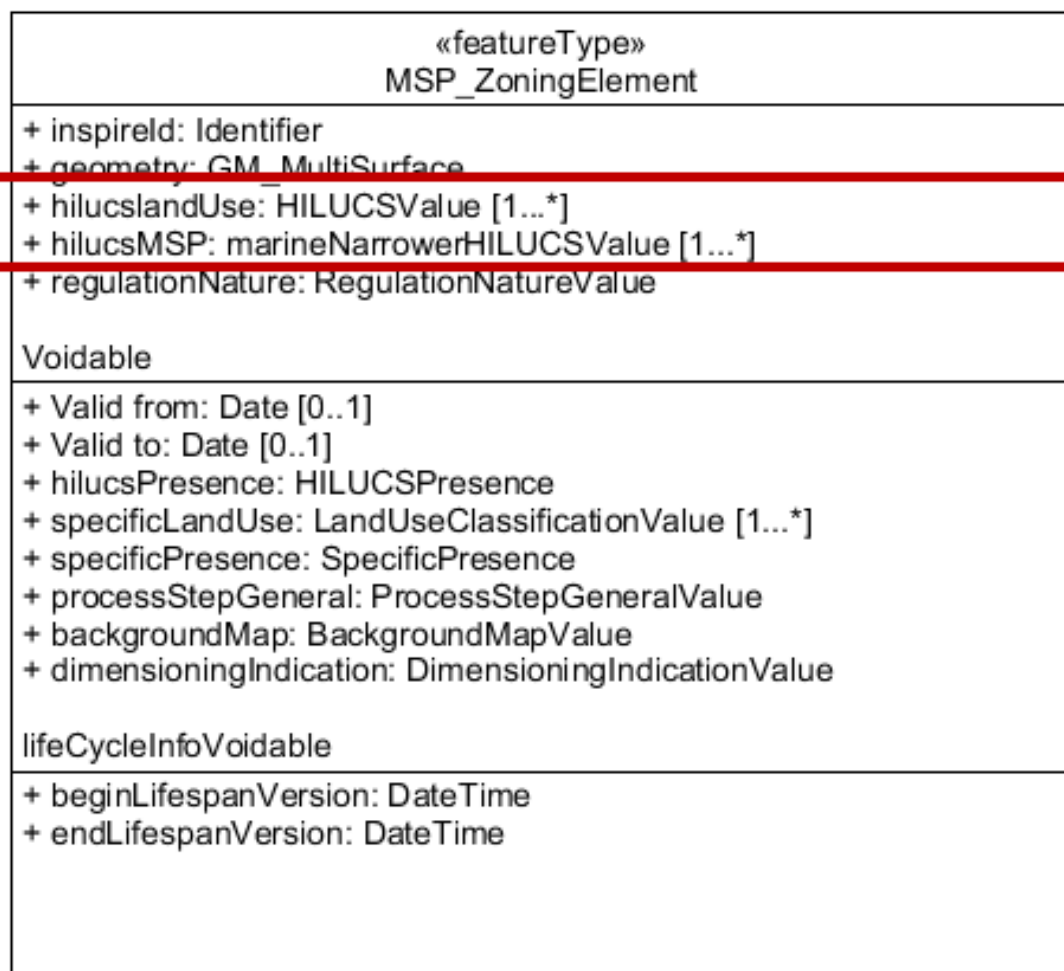 «featureType»
MSP_ZoningElement
+ inspireId: Identifier
+ geometry: GM_MultiSurface
+ hilucslandUse: HILUCSValue [1...*]
+ hilucsMSP: marineNarrowerHILUCSValue [1...*]
+ regulationNature: RegulationNatureValue
Voidable
+ Valid from: Date [0..1]
+ Valid to: Date [0..1]
+ hilucsPresence: HILUCSPresence
+ specificLandUse: LandUseClassificationValue [1...*]
+ specificPresence: SpecificPresence
+ processStepGeneral: ProcessStepGeneralValue
+ backgroundMap: BackgroundMapValue
+ dimensioningIndication: DimensioningIndicationValue
lifeCycleInfoVoidable
+ beginLifespanVersion: DateTime
+ endLifespanVersion: DateTime